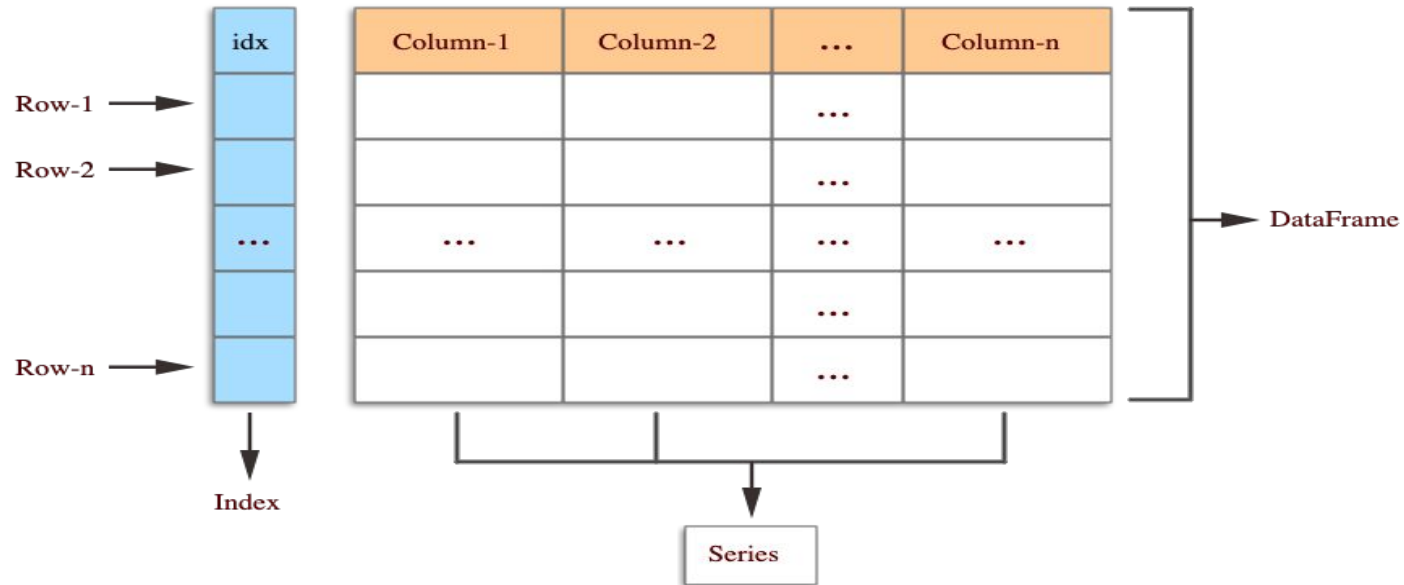 idx Column-1 Column-2 ... Column-n
Row-1 ...
Row-2 ...
... ... ... ... ...
DataFrame
...
Row-n ...
Index
Series